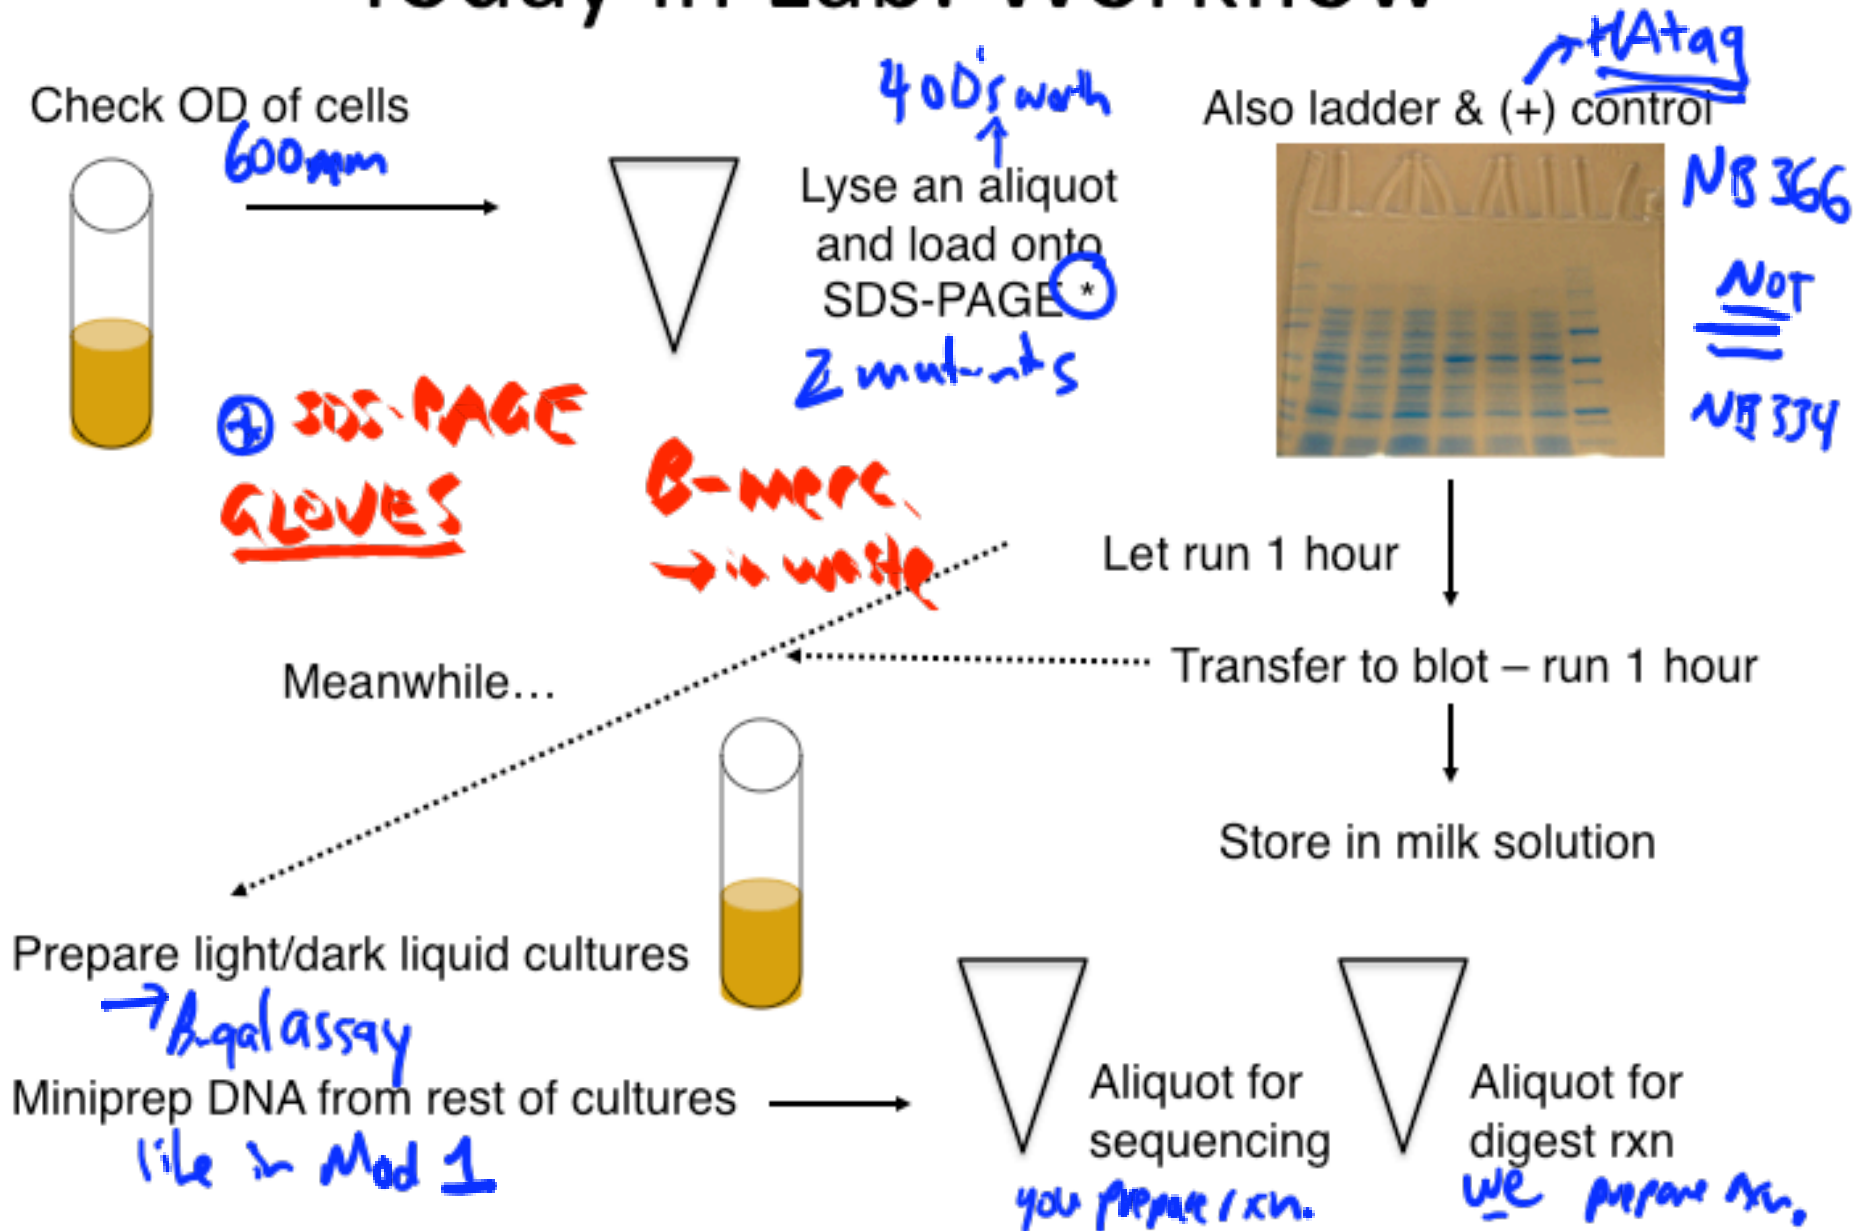 Today in Lab: Workflow
Check OD of cells
600nm
4 OD's worth
Lyse an aliquot
and load onto
SDS-PAGE *
2 mutants
HA tag
Also ladder & (+) control
NB 366
NOT
NB 334
* SDS-PAGE
GLOVES
B-merc.
→ in waste
Let run 1 hour
Meanwhile…
Transfer to blot – run 1 hour
Store in milk solution
Prepare light/dark liquid cultures
→ β-gal assay
Miniprep DNA from rest of cultures
like in Mod 1
Aliquot for
sequencing
you prepare rxn.
Aliquot for
digest rxn
we prepare rxn.